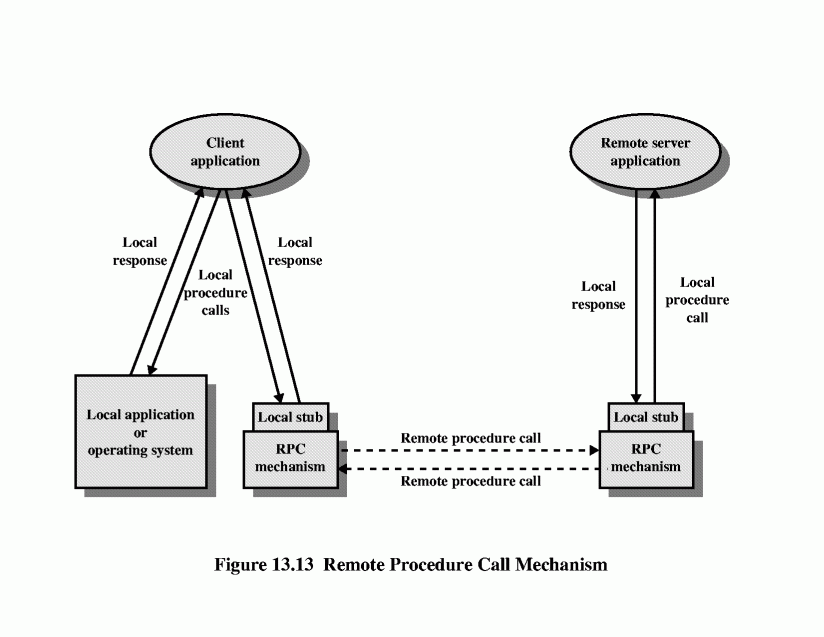 Client
application
Remote server
application
Local
response
Local
procedure
calls
Local
response
Local
response
Local
procedure
call
Local application
or
operating system
Local stub
RPC
mechanism
Remote procedure call
Remote procedure call
Local stub
RPC
mechanism
Figure 13.13 Remote Procedure Call Mechanism